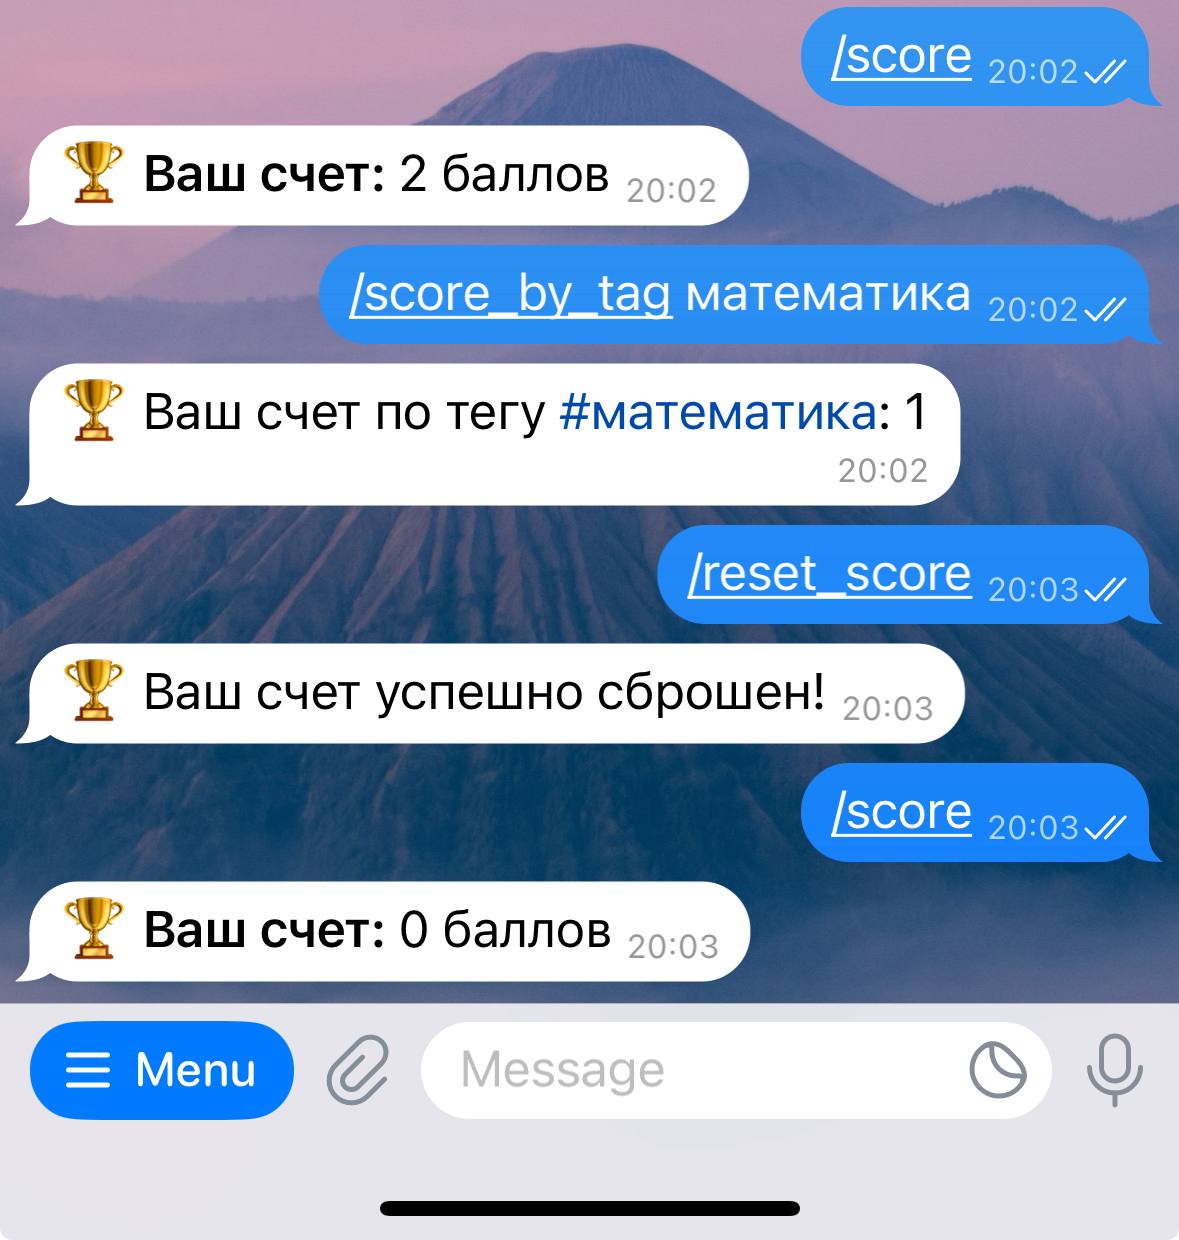 /score 20:02
🏆 Ваш счет: 2 баллов 20:02
/score_by_tag математика 20:02
🏆 Ваш счет по тегу #математика: 1
20:02
/reset_score 20:03
🏆 Ваш счет успешно сброшен! 20:03
/score 20:03
🏆 Ваш счет: 0 баллов 20:03
Menu Message